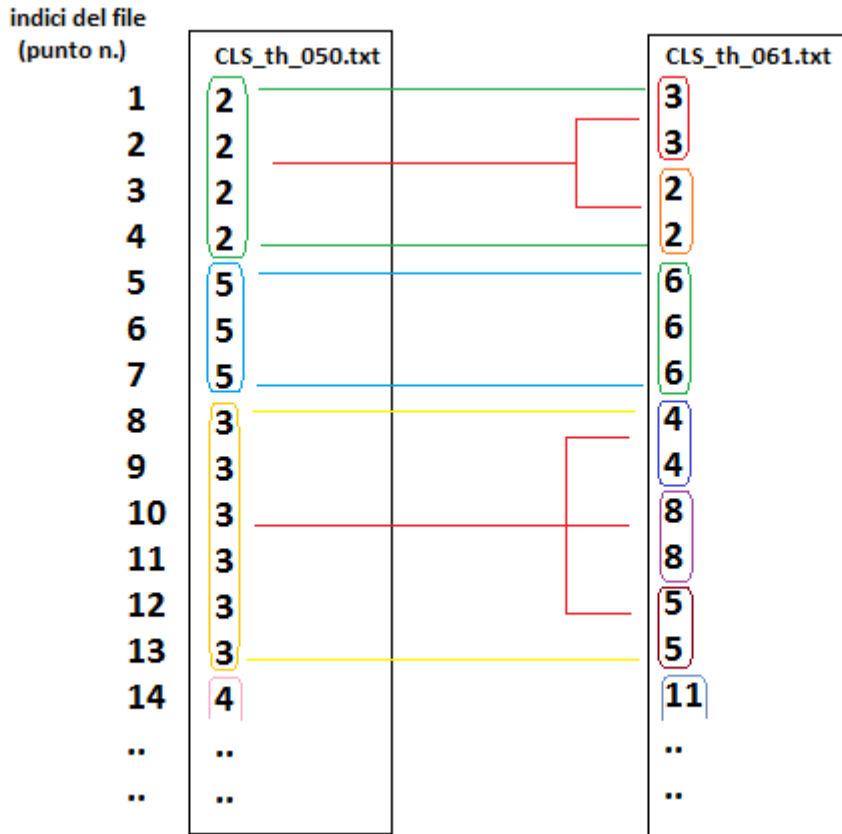 indici del file
(punto n.)
CLS_th_050.txt CLS_th_061.txt
1 2 3
2 2 3
3 2 2
4 2 2
5 5 6
6 5 6
7 5 6
8 3 4
9 3 4
10 3 8
11 3 8
12 3 5
13 3 5
14 4 11
.. .. ..
.. .. ..